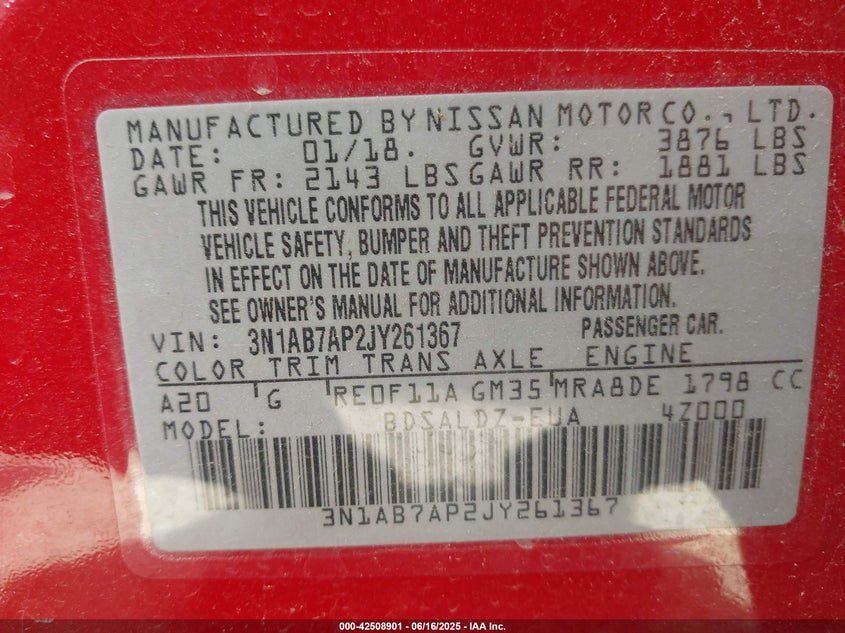 MANUFACTURED BY NISSAN MOTOR CO., LTD.
DATE: 01/18. GVWR: 3876 LBS
GAWR FR: 2143 LBS GAWR RR: 1881 LBS
THIS VEHICLE CONFORMS TO ALL APPLICABLE FEDERAL MOTOR
VEHICLE SAFETY, BUMPER AND THEFT PREVENTION STANDARDS
IN EFFECT ON THE DATE OF MANUFACTURE SHOWN ABOVE.
SEE OWNER'S MANUAL FOR ADDITIONAL INFORMATION.
VIN: 3N1AB7AP2JY261367 PASSENGER CAR.
COLOR TRIM TRANS AXLE ENGINE
A20 G RE0F11A GM35 MRA8DE 1798 CC
MODEL: BDSALDZ-EUA 4Z000
3N1AB7AP2JY261367
000-42508901 - 06/16/2025 - IAA Inc.